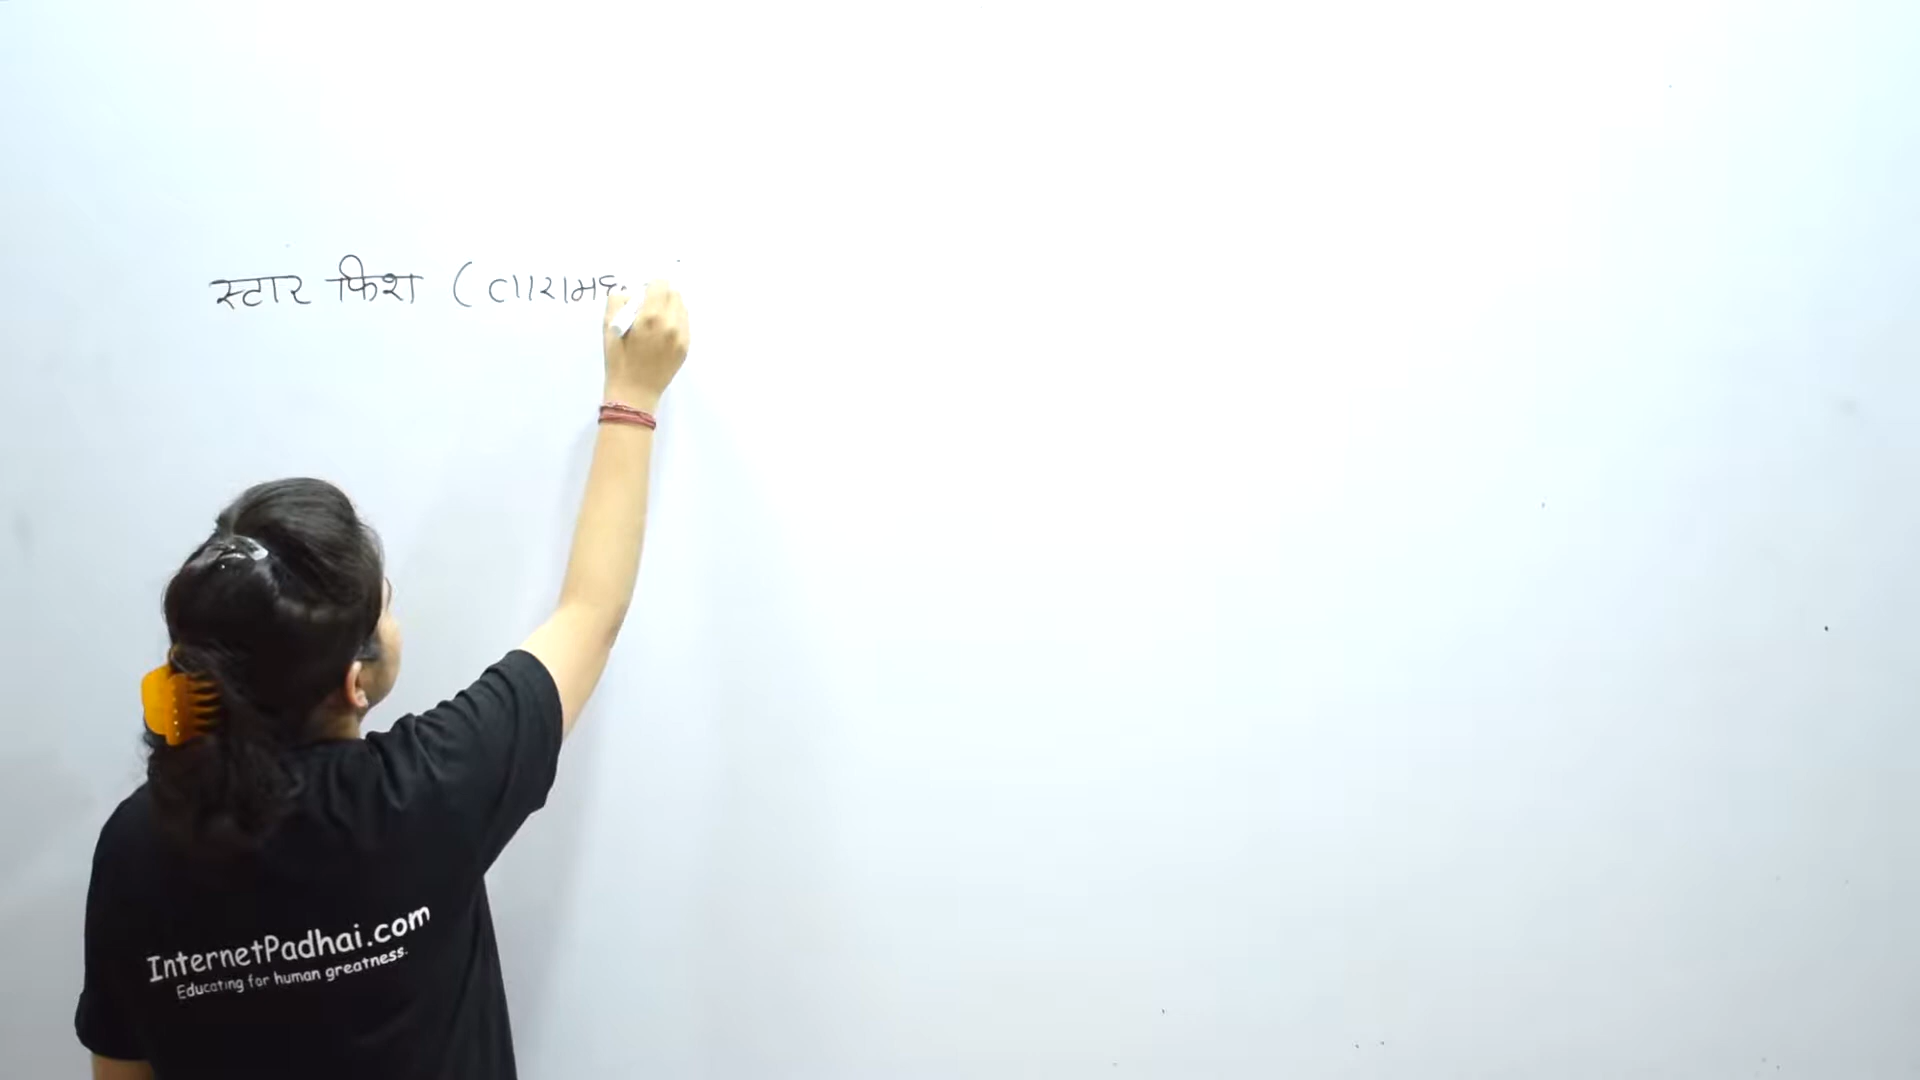 स्टार फिश (तारामछ
InternetPadhai.com
Educating for human greatness.